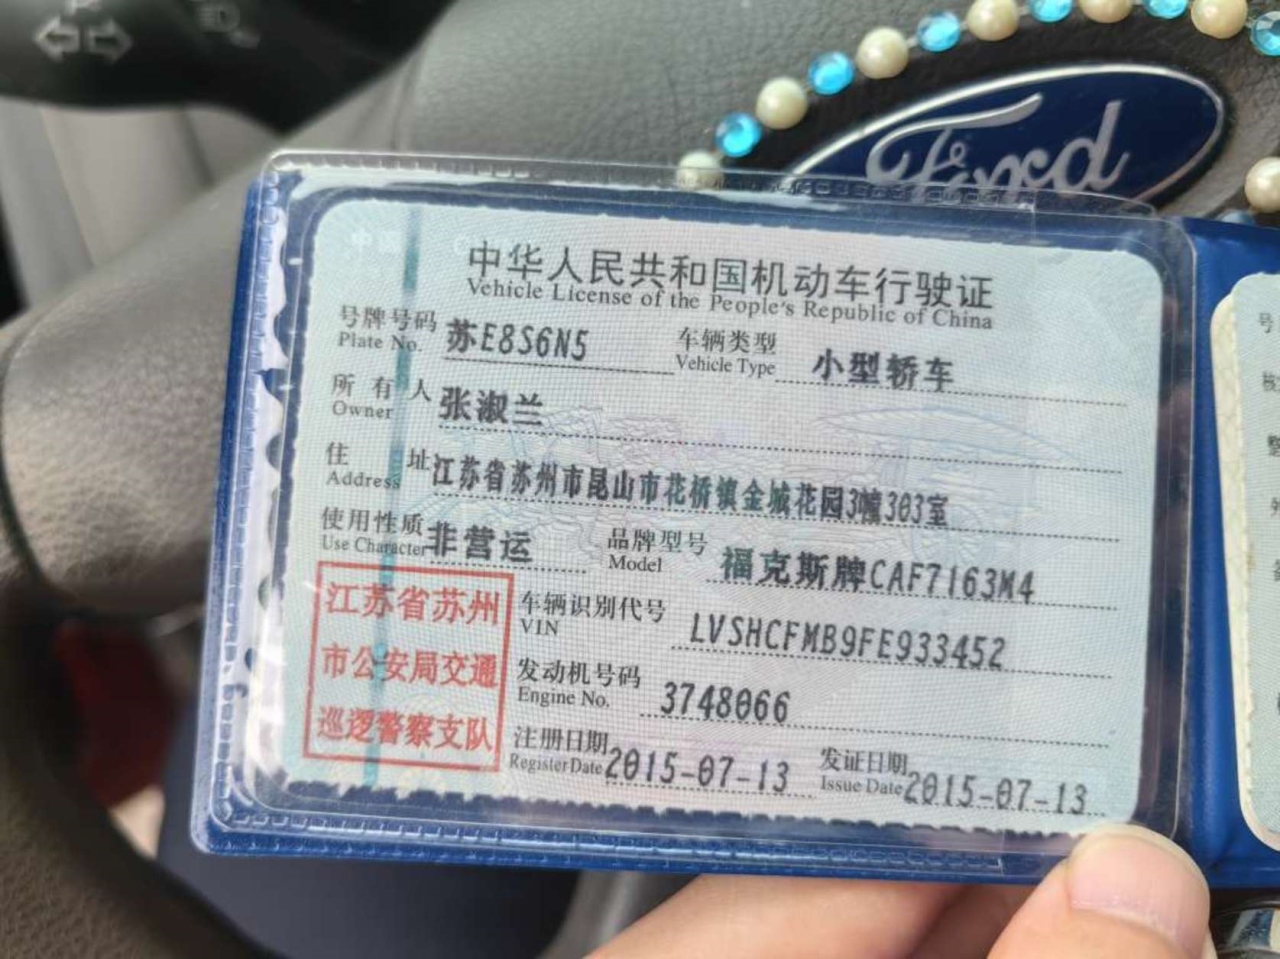 Ford
中华人民共和国机动车行驶证
Vehicle License of the People's Republic of China
号牌号码 苏E8S6N5 车辆类型 小型轿车
Plate No. Vehicle Type
所有人 张淑兰
Owner
住址 江苏省苏州市昆山市花桥镇金城花园3幢303室
Address
使用性质 非营运 品牌型号 福克斯牌CAF7163M4
Use Character Model
江苏省苏州
市公安局交通
巡逻警察支队
车辆识别代号 LVSHCFMB9FE933452
VIN
发动机号码 3748066
Engine No.
注册日期 2015-07-13 发证日期 2015-07-13
Register Date Issue Date
号